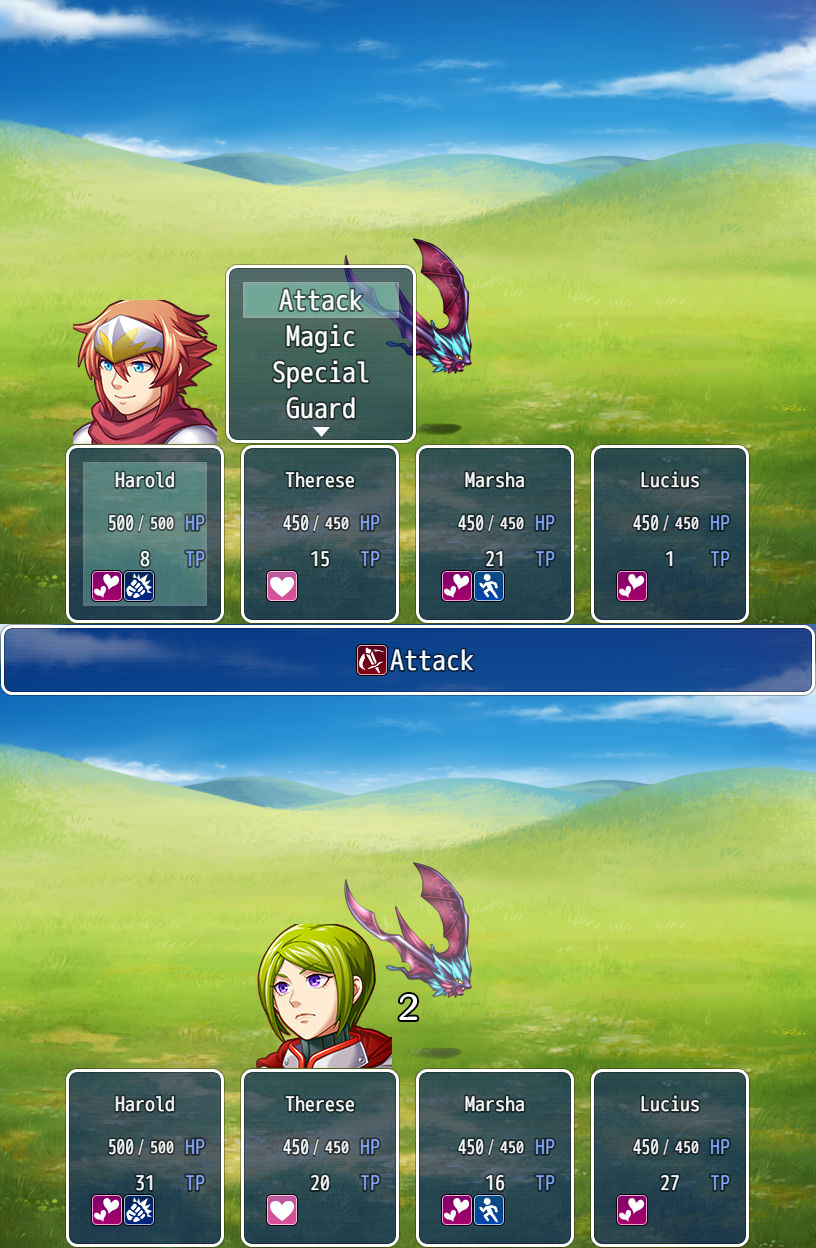 Attack
Magic
Special
Guard
Harold Therese Marsha Lucius
500/500 HP 450/450 HP 450/450 HP 450/450 HP
8 TP 15 TP 21 TP 1 TP
Attack
2
Harold Therese Marsha Lucius
500/500 HP 450/450 HP 450/450 HP 450/450 HP
31 TP 20 TP 16 TP 27 TP